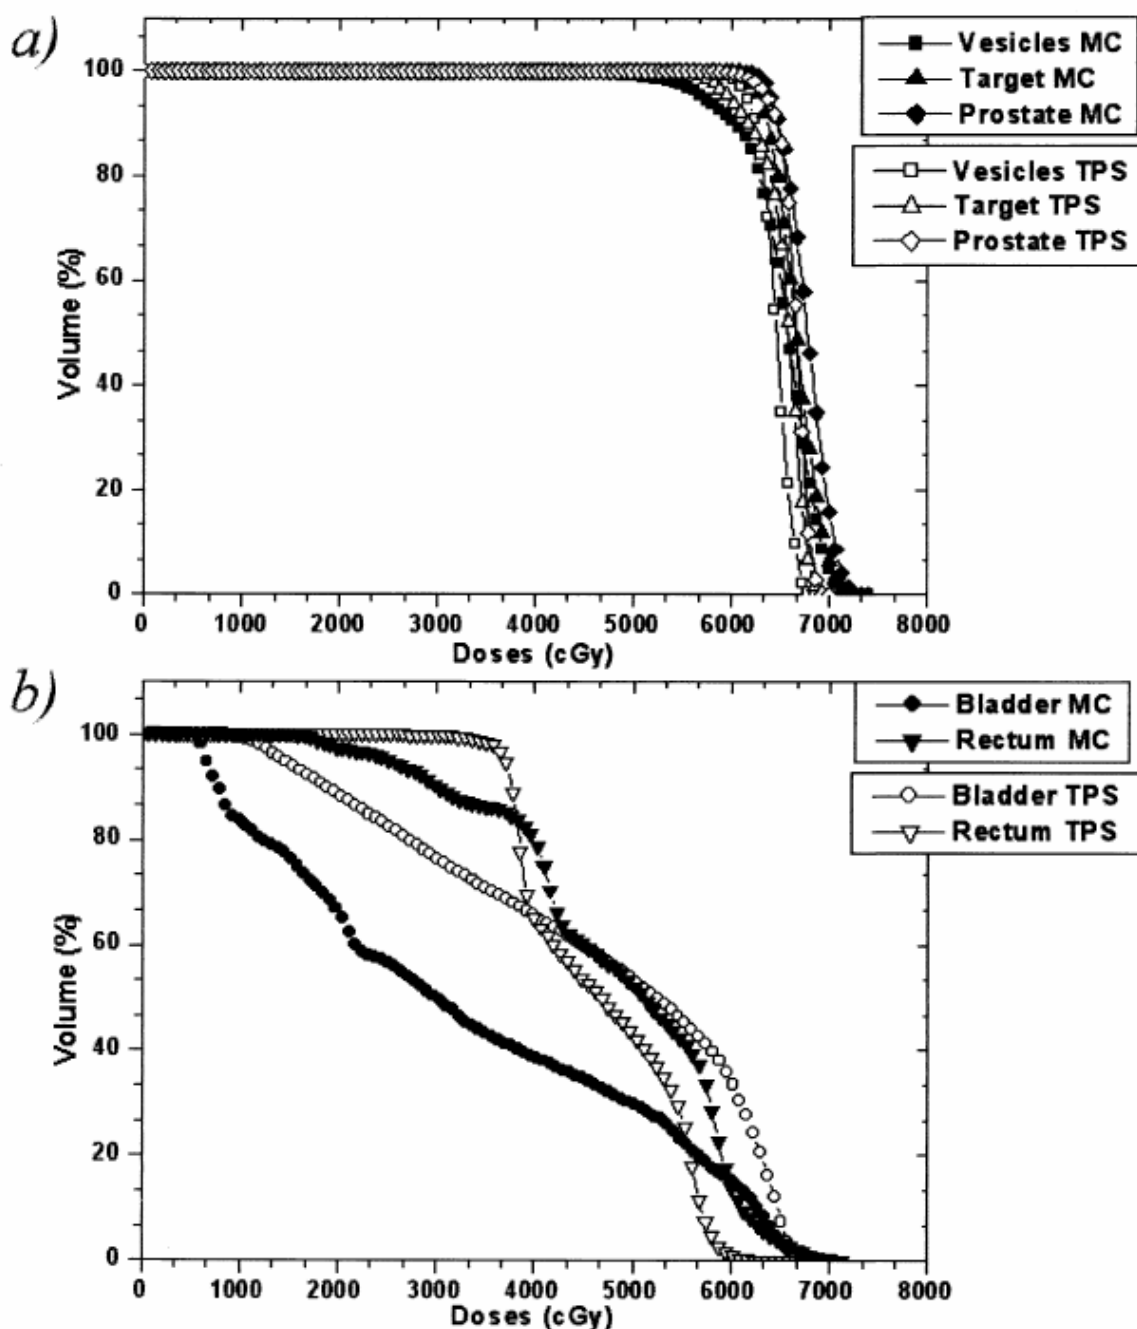 a)
Vesicles MC
Target MC
Prostate MC
Vesicles TPS
Target TPS
Prostate TPS
100
80
60
40
20
0
Volume (%)
0 1000 2000 3000 4000 5000 6000 7000 8000
Doses (cGy)
b)
Bladder MC
Rectum MC
Bladder TPS
Rectum TPS
100
80
60
40
20
0
Volume (%)
0 1000 2000 3000 4000 5000 6000 7000 8000
Doses (cGy)